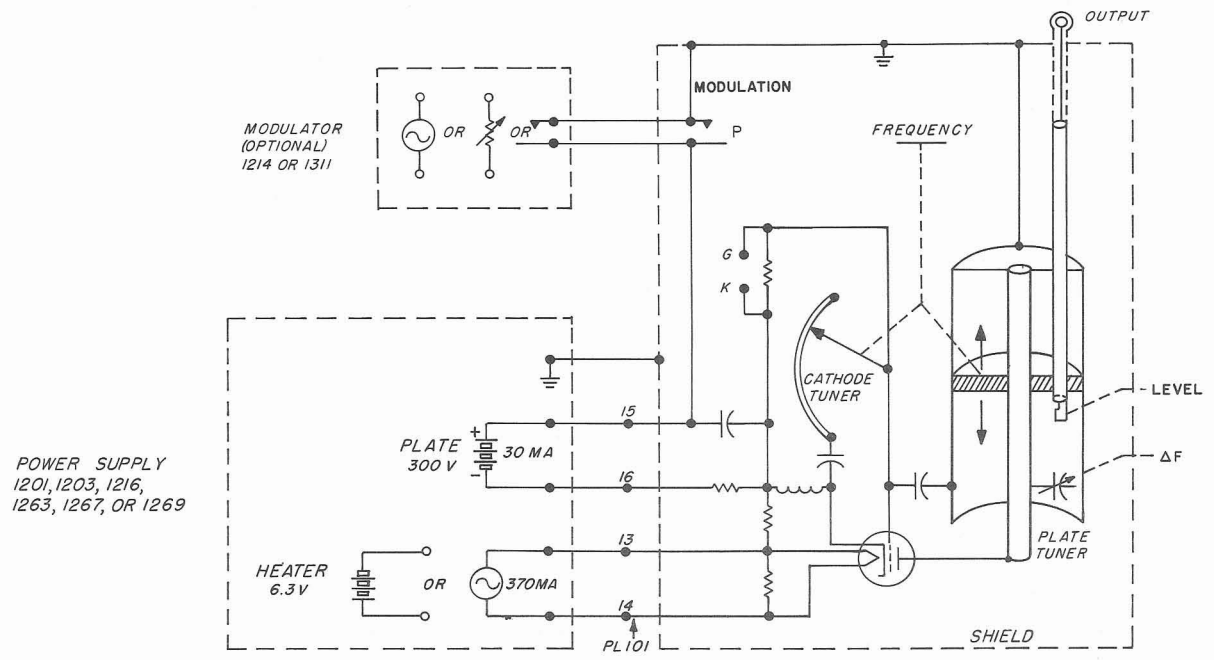 OUTPUT
MODULATION
MODULATOR
(OPTIONAL)
1214 OR 1311
OR
OR
P
FREQUENCY
G
K
CATHODE
TUNER
LEVEL
ΔF
PLATE
TUNER
POWER SUPPLY
1201, 1203, 1216,
1263, 1267, OR 1269
PLATE
300 V
+
-
30 MA
15
16
HEATER
6.3V
OR
370MA
13
14
PL101
SHIELD